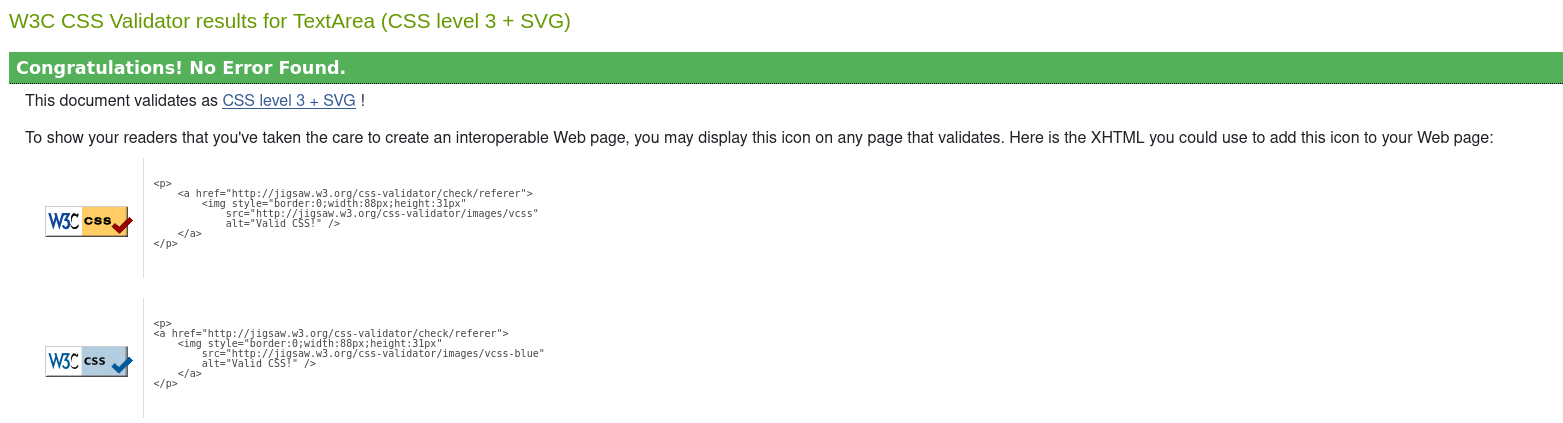 W3C CSS Validator results for TextArea (CSS level 3 + SVG)
Congratulations! No Error Found.
This document validates as CSS level 3 + SVG !
To show your readers that you've taken the care to create an interoperable Web page, you may display this icon on any page that validates. Here is the XHTML you could use to add this icon to your Web page:
W3C css
<p>
    <a href="http://jigsaw.w3.org/css-validator/check/referer">
        <img style="border:0;width:88px;height:31px"
            src="http://jigsaw.w3.org/css-validator/images/vcss"
            alt="Valid CSS!" />
    </a>
</p>
W3C css
<p>
<a href="http://jigsaw.w3.org/css-validator/check/referer">
    <img style="border:0;width:88px;height:31px"
        src="http://jigsaw.w3.org/css-validator/images/vcss-blue"
        alt="Valid CSS!" />
    </a>
</p>